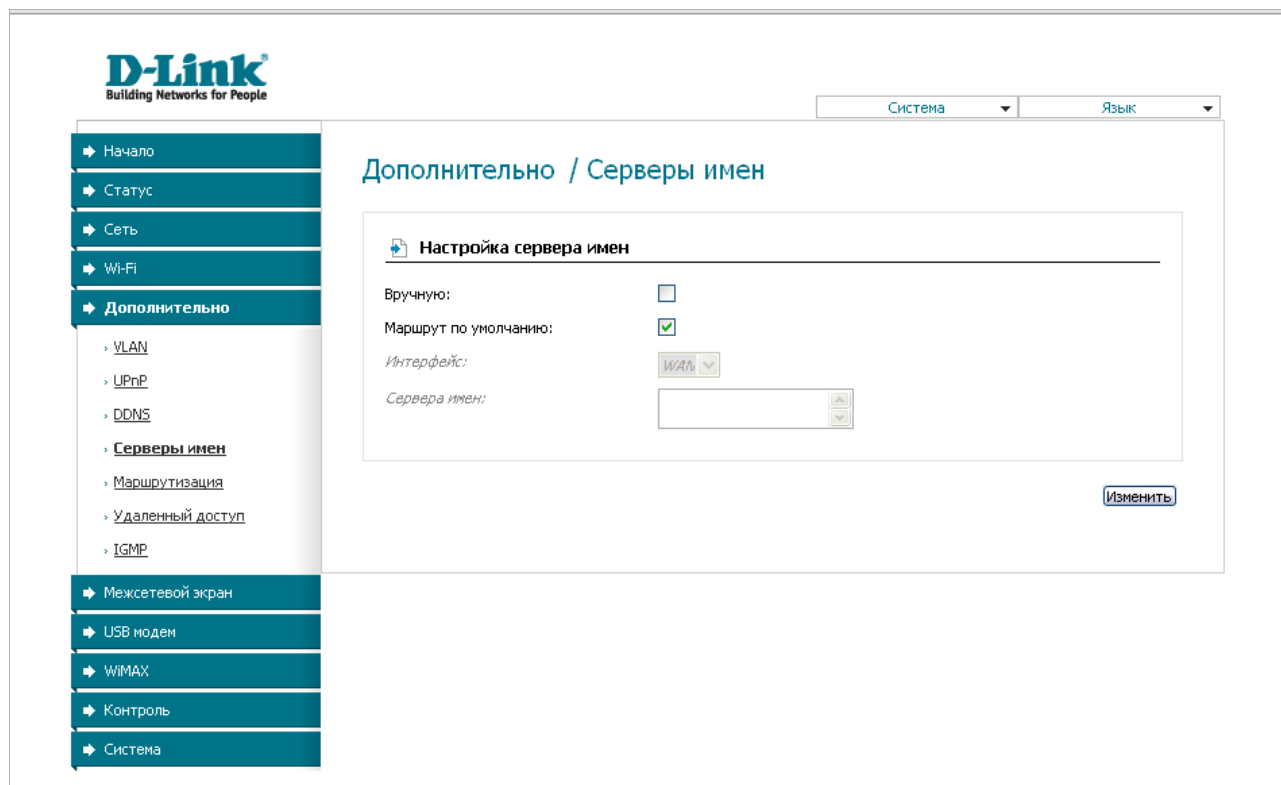 D-Link
Building Networks for People
Система
Язык
Начало
Статус
Сеть
Wi-Fi
Дополнительно
VLAN
UPnP
DDNS
Серверы имен
Маршрутизация
Удаленный доступ
IGMP
Межсетевой экран
USB модем
WiMAX
Контроль
Система
Дополнительно / Серверы имен
Настройка сервера имен
Вручную:
Маршрут по умолчанию:
Интерфейс:
WAN
Сервера имен:
Изменить